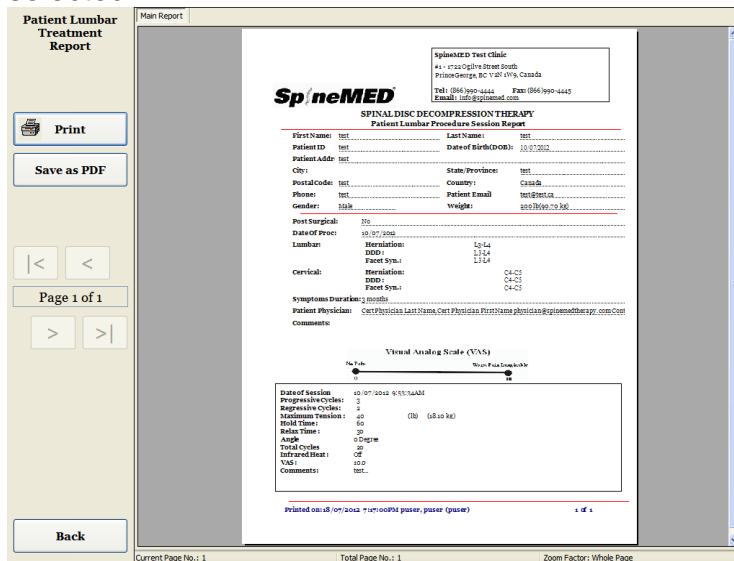 Patient Lumbar
Treatment
Report
Print
Save as PDF
|<
<
Page 1 of 1
>
>|
Back
Main Report
SpineMED Test Clinic
#1 - 1722 Ogilve Street South
PrinceGeorge, BC V2N 1W9, Canada
Tel: (866)990-4444 Fax: (866)990-4445
Email: info@spinemed.com
SpineMED
SPINAL DISC DECOMPRESSION THERAPY
Patient Lumbar Procedure Session Report
First Name: test Last Name: test
Patient ID test Date of Birth(DOB): 10/07/2012
Patient Addr test
City: State/Province: test
Postal Code: test Country: Canada
Phone: test Patient Email test@test.ca
Gender: Male Weight: 200 lb(90.70 kg)
Post Surgical: No
Date Of Proc: 10/07/2012
Lumbar: Herniation: L3-L4
DDD : L3-L4
Facet Syn.: L3-L4
Cervical: Herniation: C4-C5
DDD : C4-C5
Facet Syn.: C4-C5
Symptoms Duration: 3 months
Patient Physician: Cert Physician Last Name, Cert Physician First Name physician@spinemedtherapy.com Cont
Comments:
Visual Analog Scale (VAS)
No Pain Worst Pain Imaginable
0 10
Date of Session 10/07/2012 9:53:34AM
Progressive Cycles: 3
Regressive Cycles: 2
Maximum Tension : 40 (lb) (18.10 kg)
Hold Time : 60
Relax Time : 30
Angle 0 Degree
Total Cycles 20
Infrared Heat : Off
VAS : 10.0
Comments: test...
Printed on: 18/07/2012 7:17:00PM puser, puser (puser) 1 of 1
Current Page No.: 1 Total Page No.: 1 Zoom Factor: Whole Page